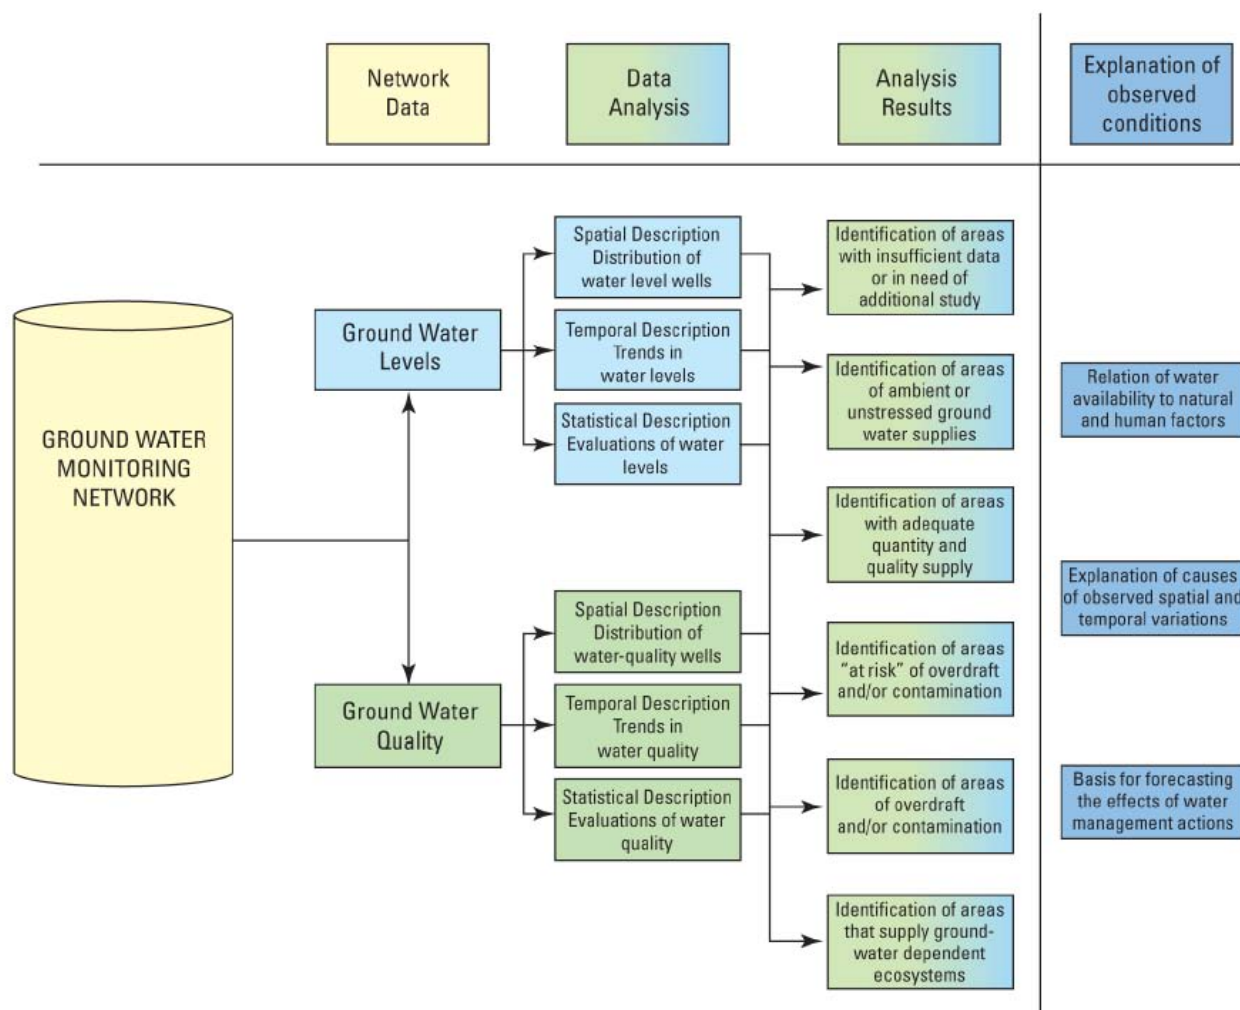 Network
Data
Data
Analysis
Analysis
Results
Explanation of
observed
conditions
GROUND WATER
MONITORING
NETWORK
Ground Water
Levels
Ground Water
Quality
Spatial Description
Distribution of
water level wells
Temporal Description
Trends in
water levels
Statistical Description
Evaluations of water
levels
Spatial Description
Distribution of
water-quality wells
Temporal Description
Trends in
water quality
Statistical Description
Evaluations of water
quality
Identification of areas
with insufficient data
or in need of
additional study
Identification of areas
of ambient or
unstressed ground
water supplies
Identification of areas
with adequate
quantity and
quality supply
Identification of areas
“at risk” of overdraft
and/or contamination
Identification of areas
of overdraft
and/or contamination
Identification of areas
that supply ground-
water dependent
ecosystems
Relation of water
availability to natural
and human factors
Explanation of causes
of observed spatial and
temporal variations
Basis for forecasting
the effects of water
management actions